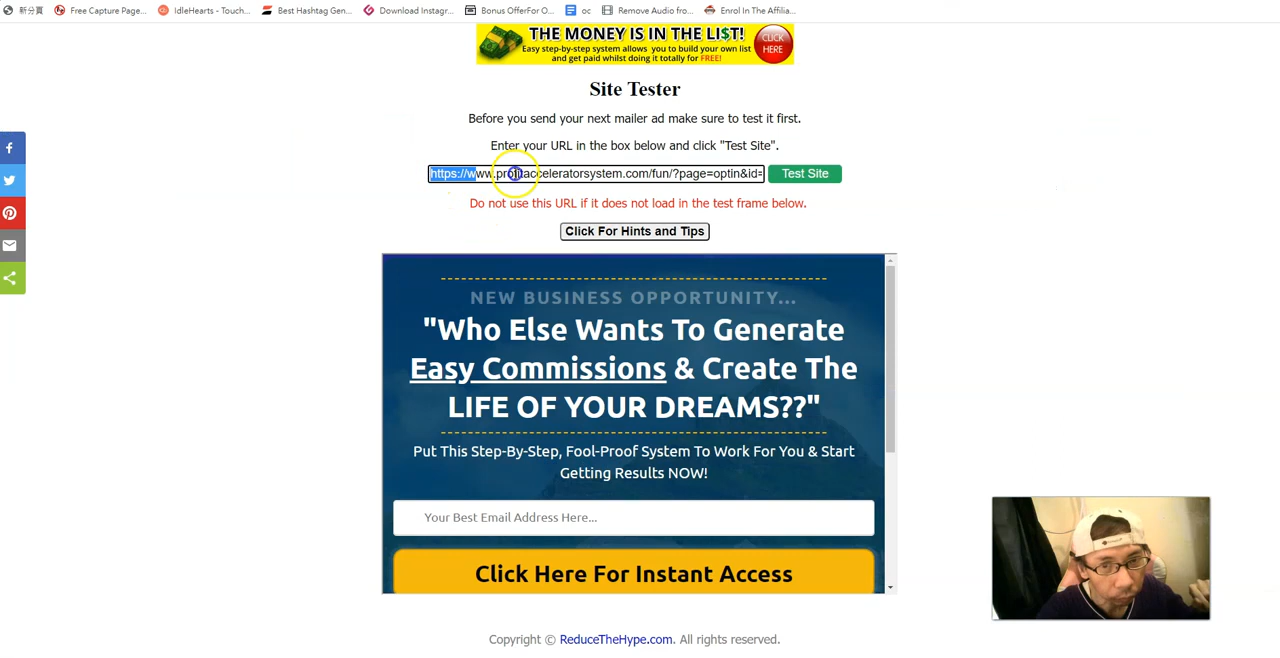 新分頁
Free Capture Page...
IdleHearts - Touch...
Best Hashtag Gen...
Download Instagr...
Bonus OfferFor O...
oc
Remove Audio fro...
Enrol In The Affilia...
THE MONEY IS IN THE LI$T!
Easy step-by-step system allows you to build your own list
and get paid whilst doing it totally for FREE!
CLICK
HERE
Site Tester
Before you send your next mailer ad make sure to test it first.
Enter your URL in the box below and click "Test Site".
https://www.profitacceleratorsystem.com/fun/?page=optin&id=
Test Site
Do not use this URL if it does not load in the test frame below.
Click For Hints and Tips
NEW BUSINESS OPPORTUNITY...
"Who Else Wants To Generate
Easy Commissions & Create The
LIFE OF YOUR DREAMS??"
Put This Step-By-Step, Fool-Proof System To Work For You & Start
Getting Results NOW!
Your Best Email Address Here...
Click Here For Instant Access
Copyright © ReduceTheHype.com. All rights reserved.